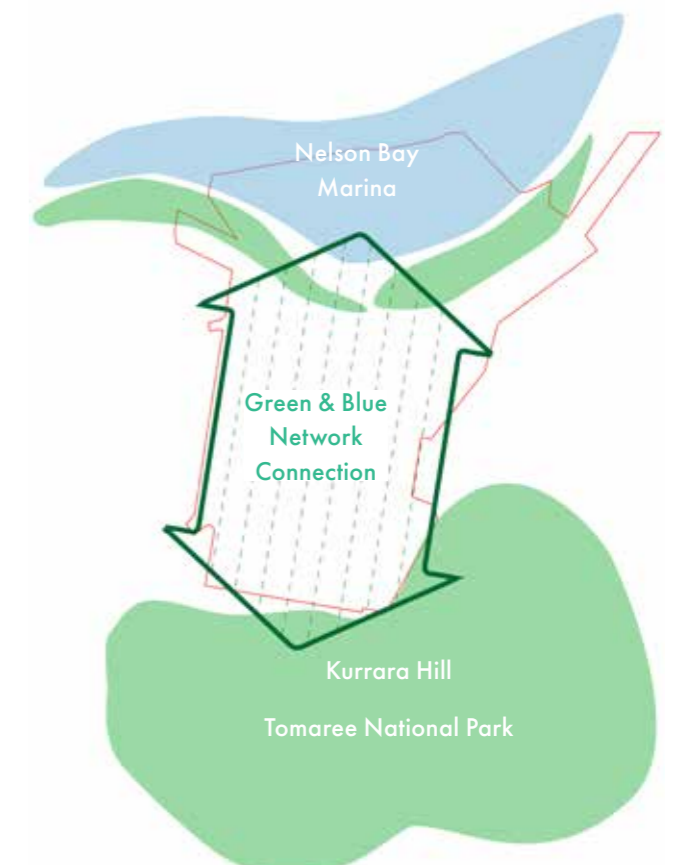 Nelson Bay
Marina
Green & Blue
Network
Connection
Kurrara Hill
Tomaree National Park